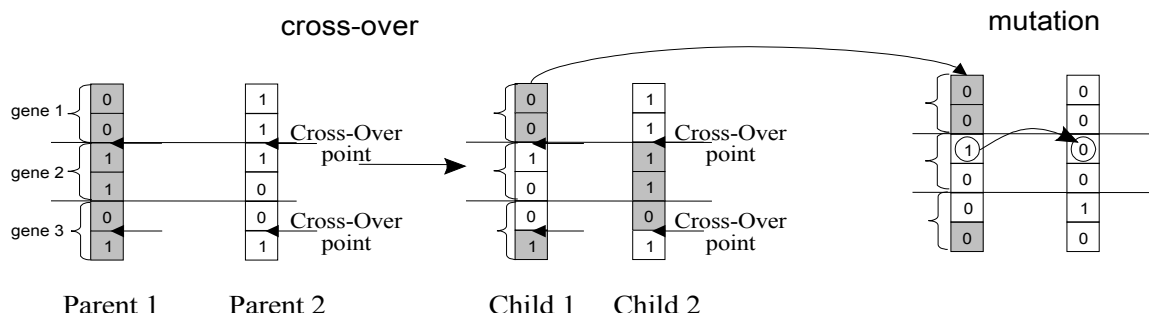 cross-over
mutation
gene 1
gene 2
gene 3
0
0
1
1
0
1
Parent 1
1
1
1
0
0
1
Parent 2
Cross-Over
point
Cross-Over
point
0
0
1
0
0
1
Child 1
1
1
1
1
0
1
Child 2
Cross-Over
point
Cross-Over
point
0
0
1
0
0
0
0
0
0
0
1
0